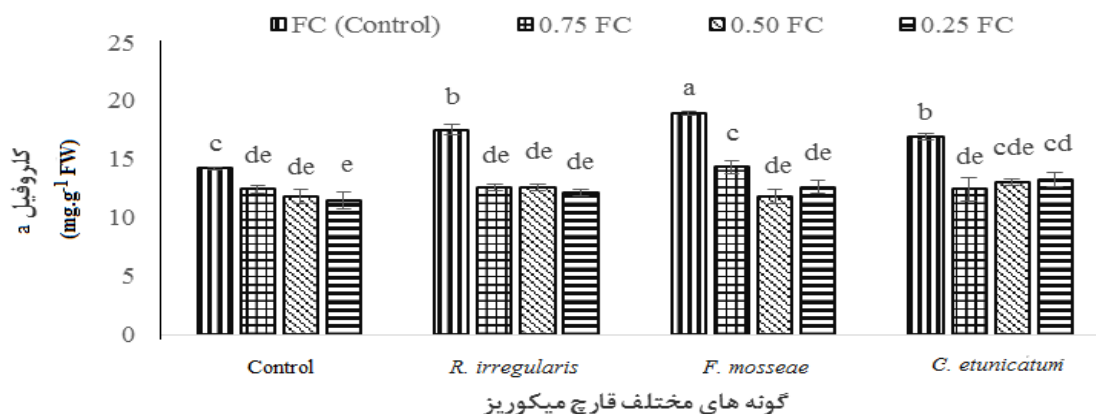 FC (Control) 0.75 FC 0.50 FC 0.25 FC
25
20
15
10
5
0
کلروفیل a
(mg.g-1 FW)
c de de e
b de de de
a c de de
b de cde cd
Control R. irregularis F. mosseae C. etunicatum
گونه های مختلف قارچ میکوریز